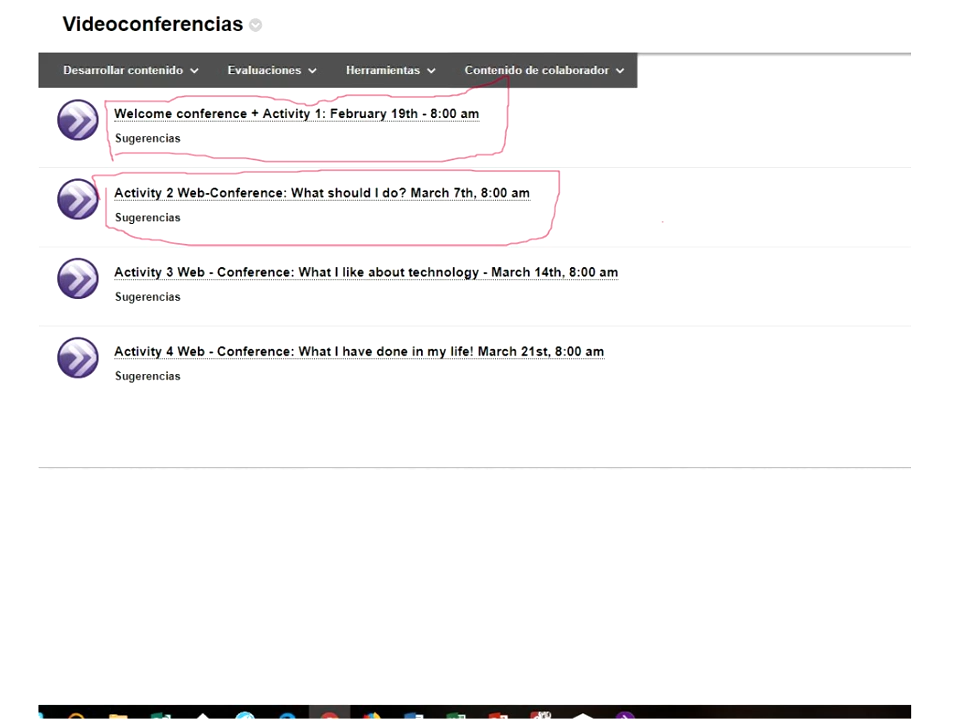 Videoconferencias
Desarrollar contenido Evaluaciones Herramientas Contenido de colaborador
Welcome conference + Activity 1: February 19th - 8:00 am
Sugerencias
Activity 2 Web-Conference: What should I do? March 7th, 8:00 am
Sugerencias
Activity 3 Web - Conference: What I like about technology - March 14th, 8:00 am
Sugerencias
Activity 4 Web - Conference: What I have done in my life! March 21st, 8:00 am
Sugerencias